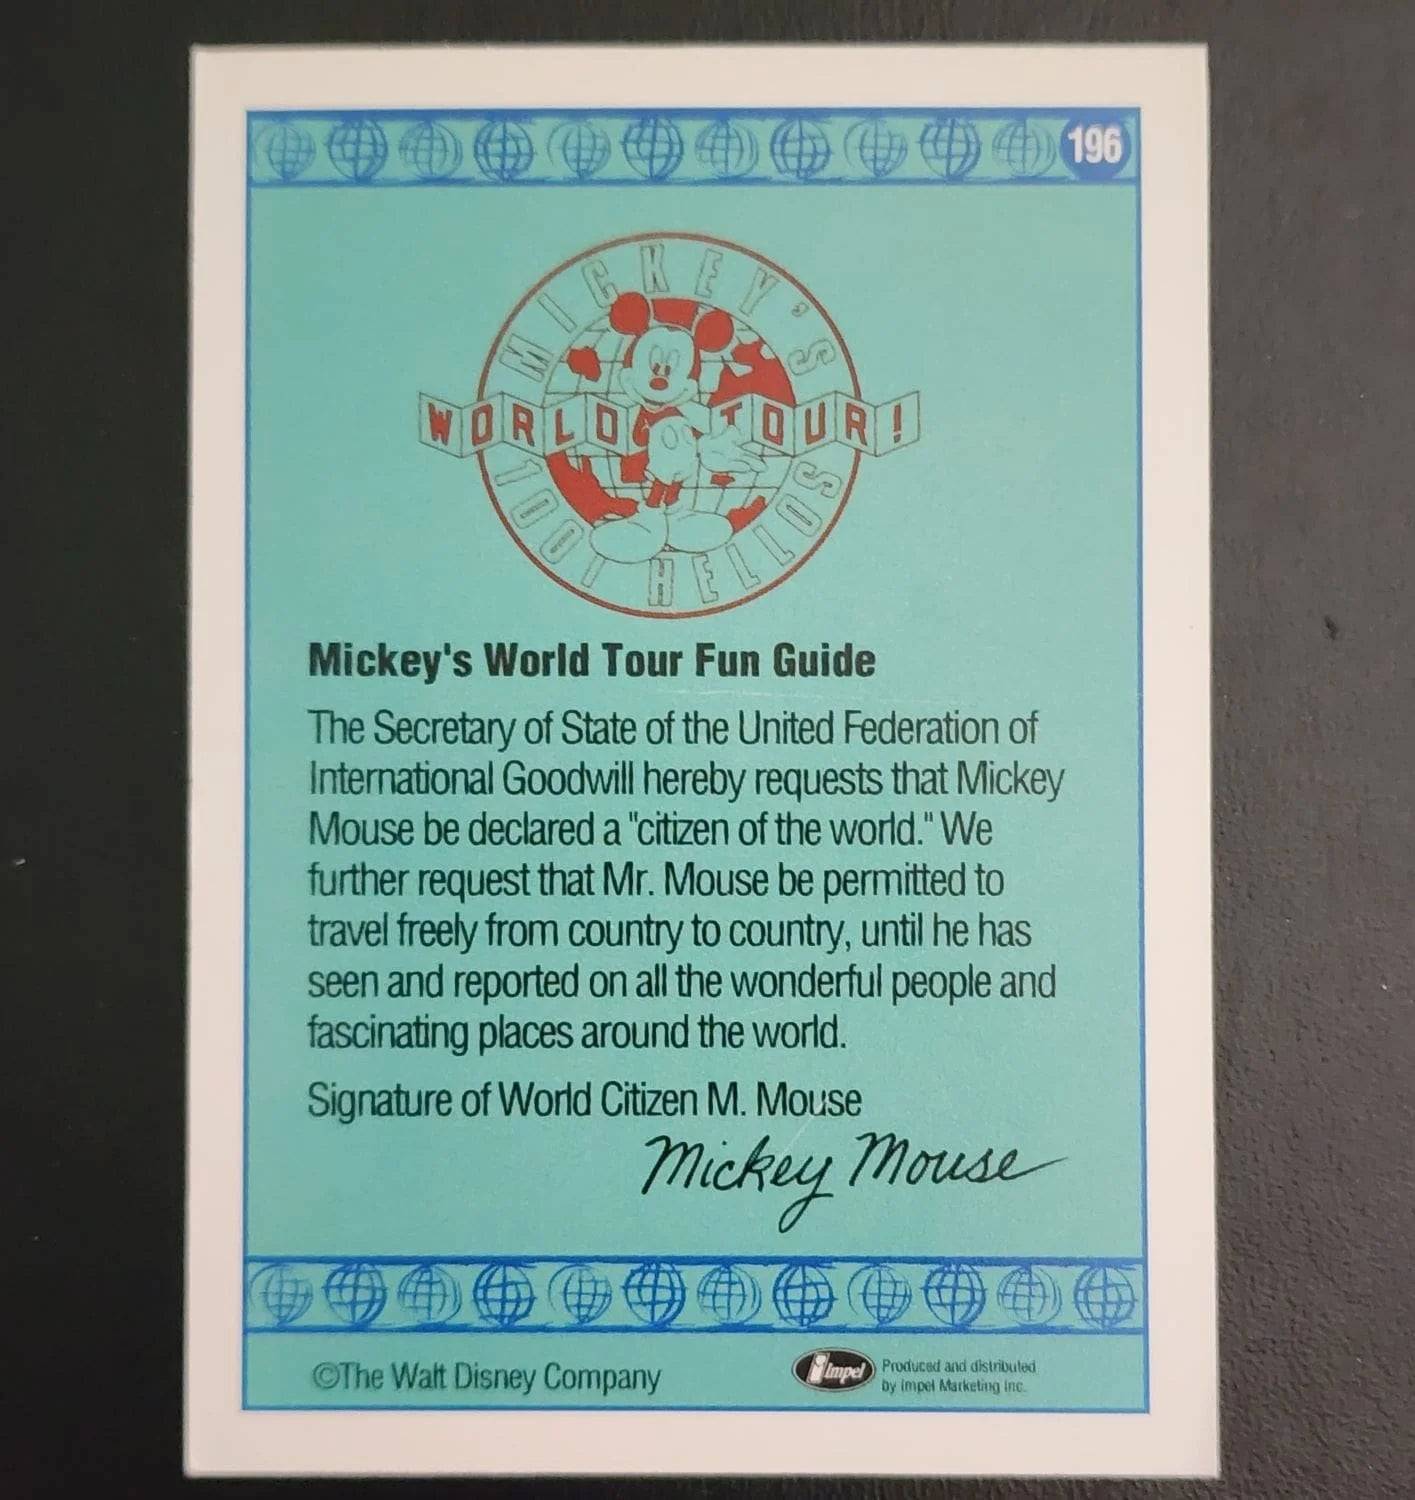 196
MICKEY'S
WORLD TOUR!
1001 HELLOS
Mickey's World Tour Fun Guide
The Secretary of State of the United Federation of
International Goodwill hereby requests that Mickey
Mouse be declared a "citizen of the world." We
further request that Mr. Mouse be permitted to
travel freely from country to country, until he has
seen and reported on all the wonderful people and
fascinating places around the world.
Signature of World Citizen M. Mouse
Mickey Mouse
©The Walt Disney Company
Impel
Produced and distributed
by Impel Marketing Inc.